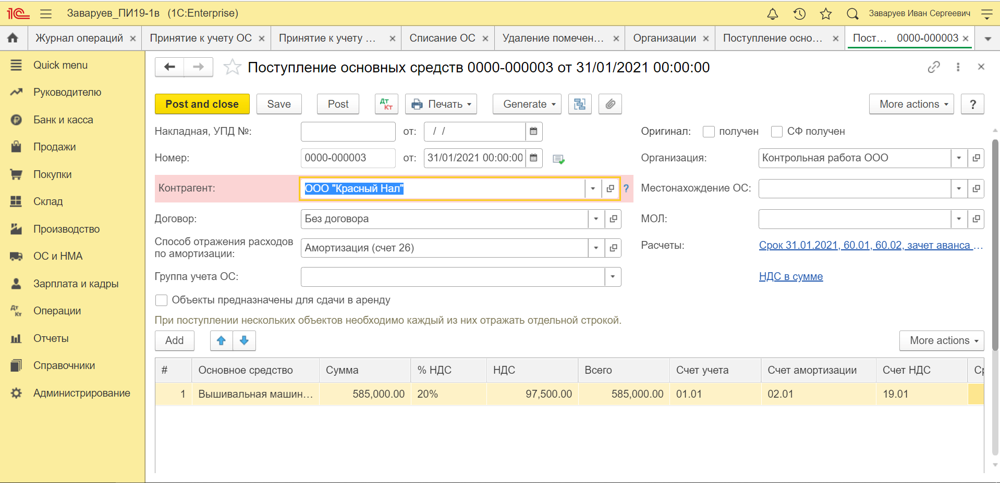 1С Заваруев_ПИ19-1в (1C:Enterprise) Заваруев Иван Сергеевич
Журнал операций Принятие к учету ОС Принятие к учету ... Списание ОС Удаление помечен... Организации Поступление осно... Пост... 0000-000003
Quick menu
Руководителю
Банк и касса
Продажи
Покупки
Склад
Производство
ОС и НМА
Зарплата и кадры
Операции
Отчеты
Справочники
Администрирование
Поступление основных средств 0000-000003 от 31/01/2021 00:00:00
Post and close Save Post Дт Кт Печать Generate More actions ?
Накладная, УПД №: от: / / Оригинал: получен СФ получен
Номер: 0000-000003 от: 31/01/2021 00:00:00 Организация: Контрольная работа ООО
Контрагент: ООО "Красный Нал" ? Местонахождение ОС:
Договор: Без договора МОЛ:
Способ отражения расходов
по амортизации: Амортизация (счет 26) Расчеты: Срок 31.01.2021, 60.01, 60.02, зачет аванса ...
Группа учета ОС: НДС в сумме
Объекты предназначены для сдачи в аренду
При поступлении нескольких объектов необходимо каждый из них отражать отдельной строкой.
Add More actions
# Основное средство Сумма % НДС НДС Всего Счет учета Счет амортизации Счет НДС Ср
1 Вышивальная машин... 585,000.00 20% 97,500.00 585,000.00 01.01 02.01 19.01